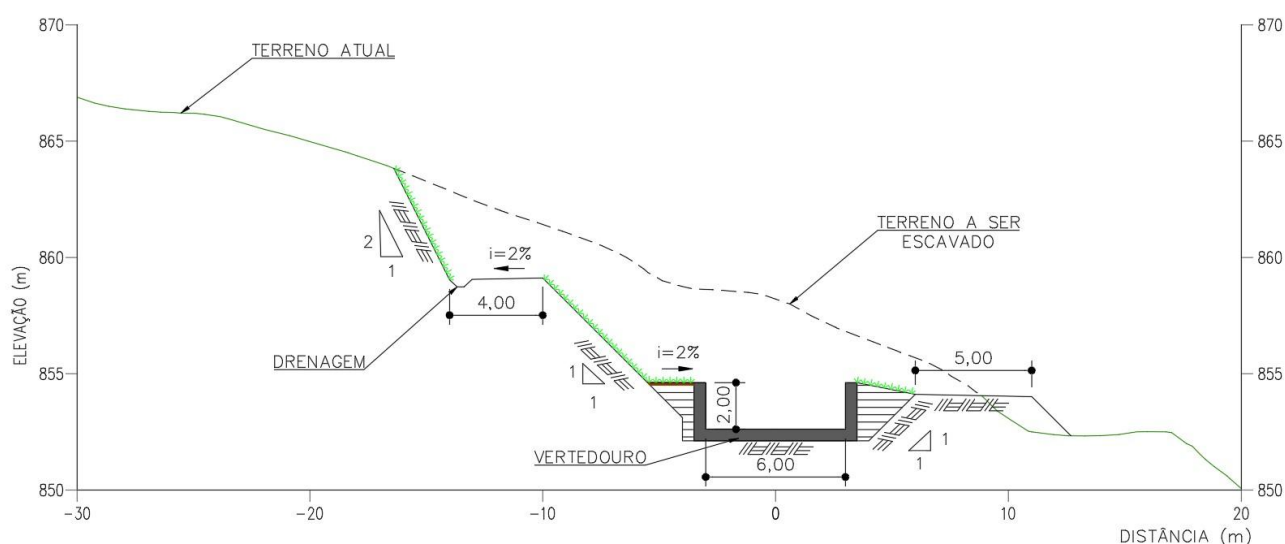 870
870
TERRENO ATUAL
865
865
TERRENO A SER
ESCAVADO
2
1
860
860
i=2%
4,00
ELEVAÇÃO (m)
DRENAGEM
i=2%
5,00
855
855
1
1
2,00
VERTEDOURO
6,00
1
1
850
850
-30
-20
-10
0
10
20
DISTÂNCIA (m)